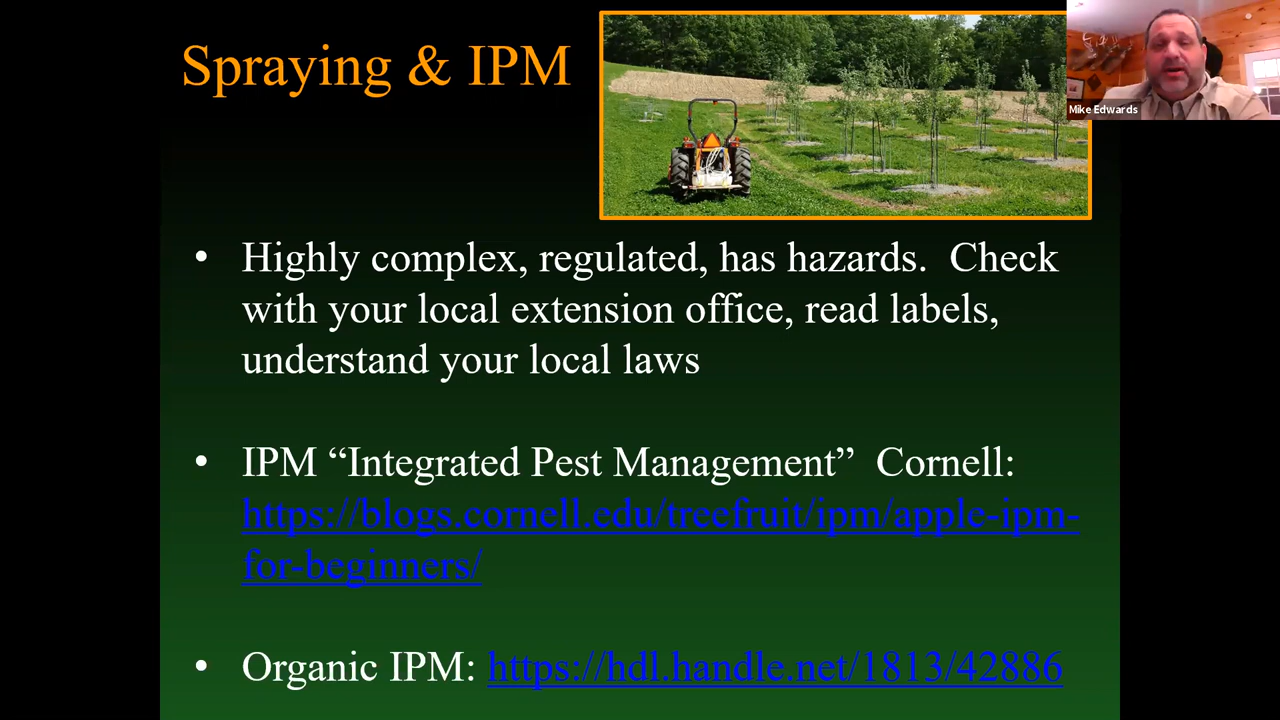 Spraying & IPM
Mike Edwards
• Highly complex, regulated, has hazards.  Check
with your local extension office, read labels,
understand your local laws
• IPM “Integrated Pest Management”  Cornell:
https://blogs.cornell.edu/treefruit/ipm/apple-ipm-
for-beginners/
• Organic IPM: https://hdl.handle.net/1813/42886